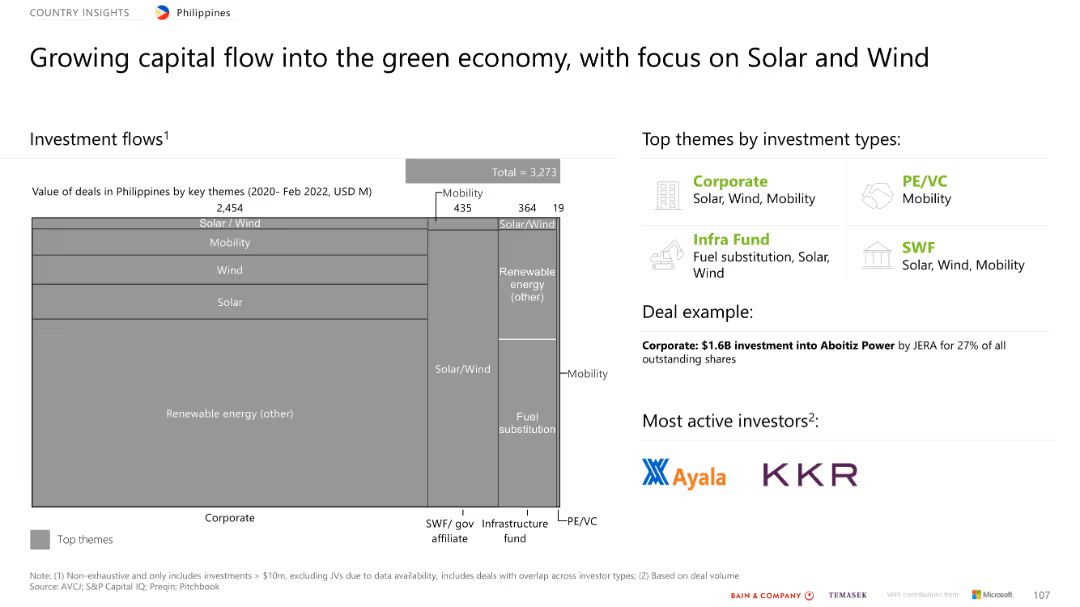 COUNTRY INSIGHTS Philippines
Growing capital flow into the green economy, with focus on Solar and Wind
Investment flows1
Total = 3,273
Value of deals in Philippines by key themes (2020- Feb 2022, USD M)
Mobility
2,454 435 364 19
Solar / Wind
Mobility
Wind
Solar
Renewable energy (other)
Solar/Wind
Solar/Wind
Renewable
energy
(other)
Fuel
substitution
Mobility
Corporate
SWF/ gov
affiliate
Infrastructure
fund
PE/VC
Top themes
Top themes by investment types:
Corporate
Solar, Wind, Mobility
PE/VC
Mobility
Infra Fund
Fuel substitution, Solar,
Wind
SWF
Solar, Wind, Mobility
Deal example:
Corporate: $1.6B investment into Aboitiz Power by JERA for 27% of all
outstanding shares
Most active investors2:
Ayala KKR
Note: (1) Non-exhaustive and only includes investments > $10m, excluding JVs due to data availability, includes deals with overlap across investor types; (2) Based on deal volume
Source: AVCJ; S&P Capital IQ; Preqin; Pitchbook
BAIN & COMPANY TEMASEK With contributions from Microsoft 107